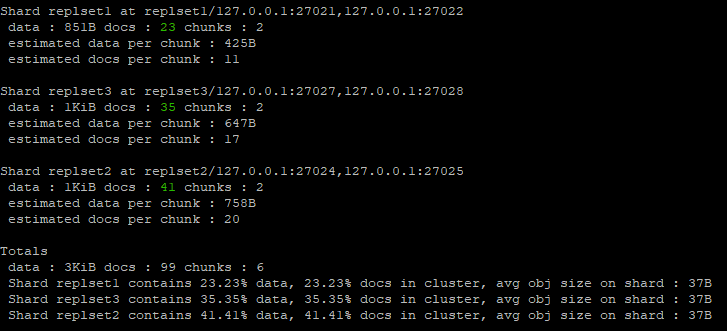 Shard replset1 at replset1/127.0.0.1:27021,127.0.0.1:27022
data : 851B docs : 23 chunks : 2
estimated data per chunk : 425B
estimated docs per chunk : 11
Shard replset3 at replset3/127.0.0.1:27027,127.0.0.1:27028
data : 1KiB docs : 35 chunks : 2
estimated data per chunk : 647B
estimated docs per chunk : 17
Shard replset2 at replset2/127.0.0.1:27024,127.0.0.1:27025
data : 1KiB docs : 41 chunks : 2
estimated data per chunk : 758B
estimated docs per chunk : 20
Totals
data : 3KiB docs : 99 chunks : 6
Shard replset1 contains 23.23% data, 23.23% docs in cluster, avg obj size on shard : 37B
Shard replset3 contains 35.35% data, 35.35% docs in cluster, avg obj size on shard : 37B
Shard replset2 contains 41.41% data, 41.41% docs in cluster, avg obj size on shard : 37B